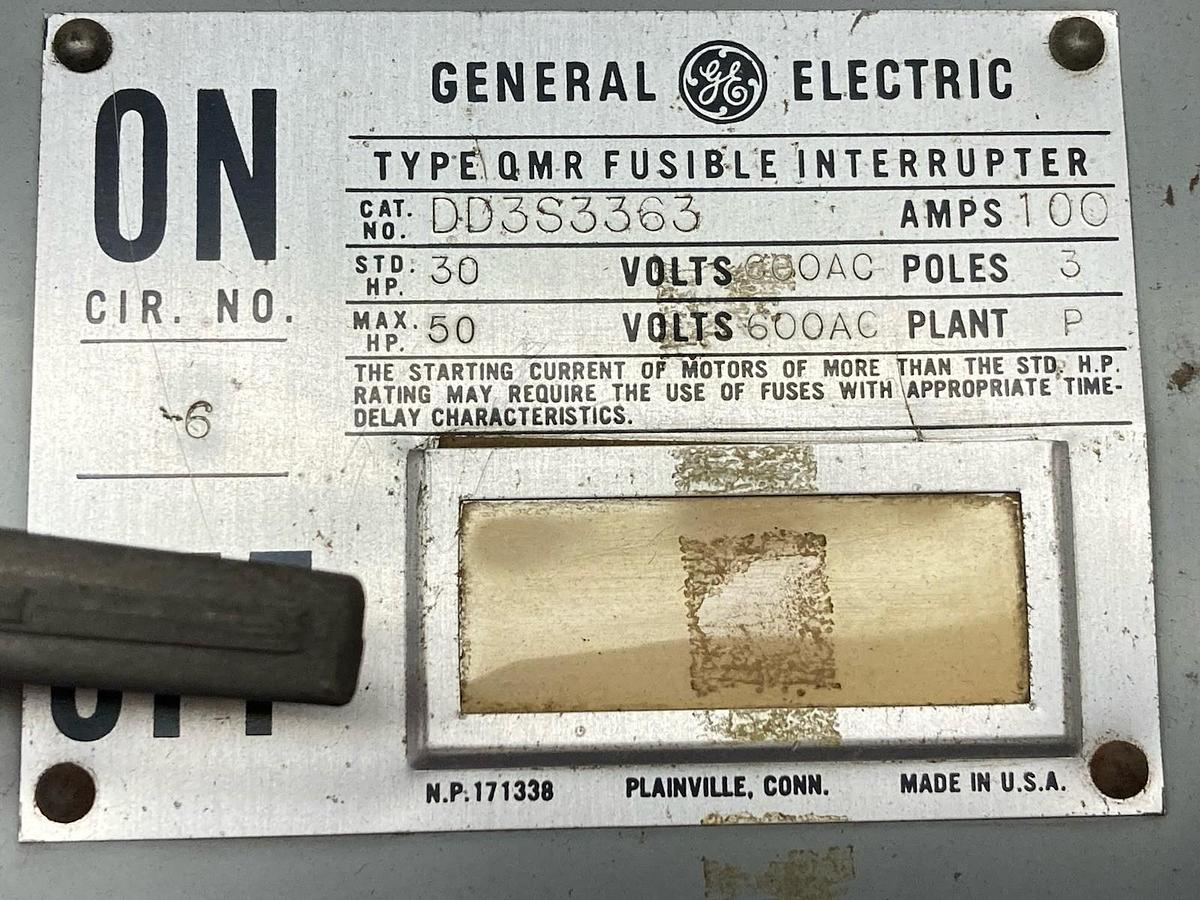 GENERAL GE ELECTRIC
TYPE QMR FUSIBLE INTERRUPTER
CAT. NO. DD3S3363 AMPS 100
STD. HP. 30 VOLTS 600AC POLES 3
MAX. HP. 50 VOLTS 600AC PLANT P
THE STARTING CURRENT OF MOTORS OF MORE THAN THE STD. H.P.
RATING MAY REQUIRE THE USE OF FUSES WITH APPROPRIATE TIME-
DELAY CHARACTERISTICS.
ON
CIR. NO.
-6
OFF
N.P.171338 PLAINVILLE, CONN. MADE IN U.S.A.